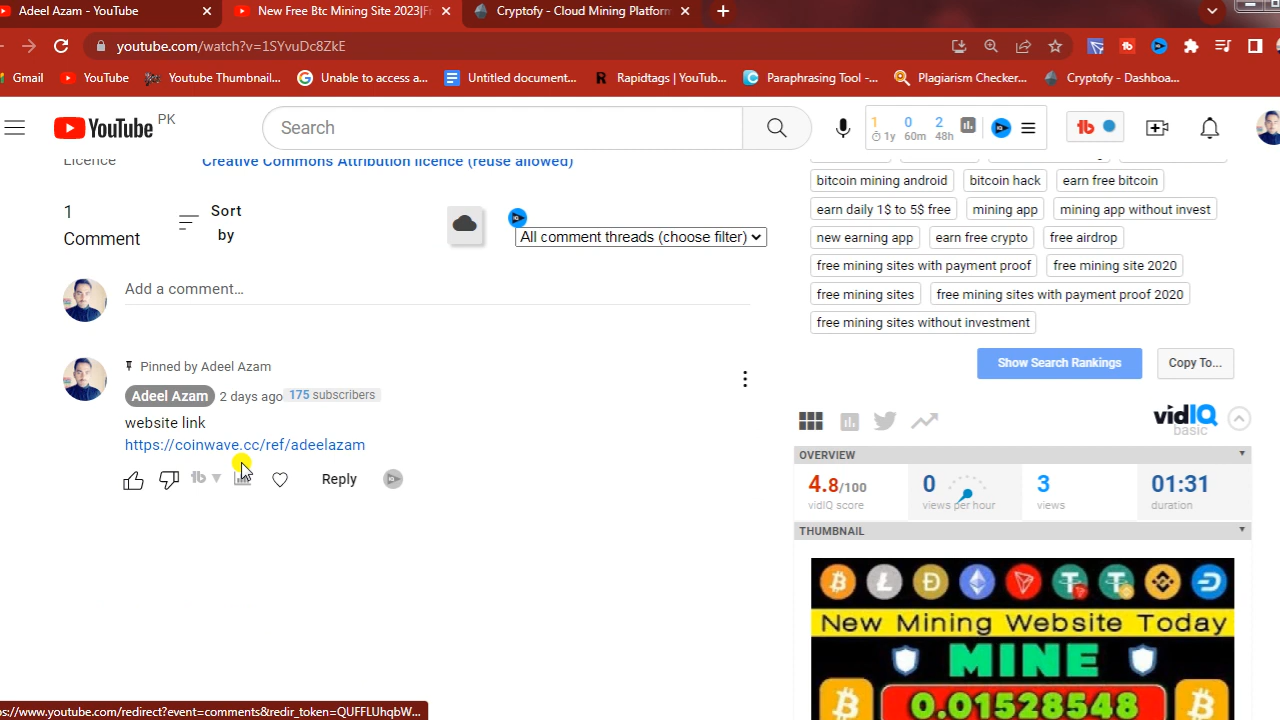 Adeel Azam - YouTube
New Free Btc Mining Site 2023|F
Cryptofy - Cloud Mining Platform
youtube.com/watch?v=1SYvuDc8ZkE
Gmail
YouTube
Youtube Thumbnail...
Unable to access a...
Untitled document...
Rapidtags | YouTub...
Paraphrasing Tool -...
Plagiarism Checker...
Cryptofy - Dashboa...
YouTube PK
Search
1 0 2
1y 60m 48h
tb
Licence
Creative Commons Attribution licence (reuse allowed)
bitcoin mining android
bitcoin hack
earn free bitcoin
earn daily 1$ to 5$ free
mining app
mining app without invest
new earning app
earn free crypto
free airdrop
free mining sites with payment proof
free mining site 2020
free mining sites
free mining sites with payment proof 2020
free mining sites without investment
Show Search Rankings
Copy To...
1
Comment
Sort
by
All comment threads (choose filter)
Add a comment...
Pinned by Adeel Azam
Adeel Azam 2 days ago 175 subscribers
website link
https://coinwave.cc/ref/adeelazam
tb
Reply
vidIQ
basic
OVERVIEW
4.8/100
vidIQ score
0
views per hour
3
views
01:31
duration
THUMBNAIL
New Mining Website Today
MINE
0.01528548
ps://www.youtube.com/redirect?event=comments&redir_token=QUFFLUhqbW...